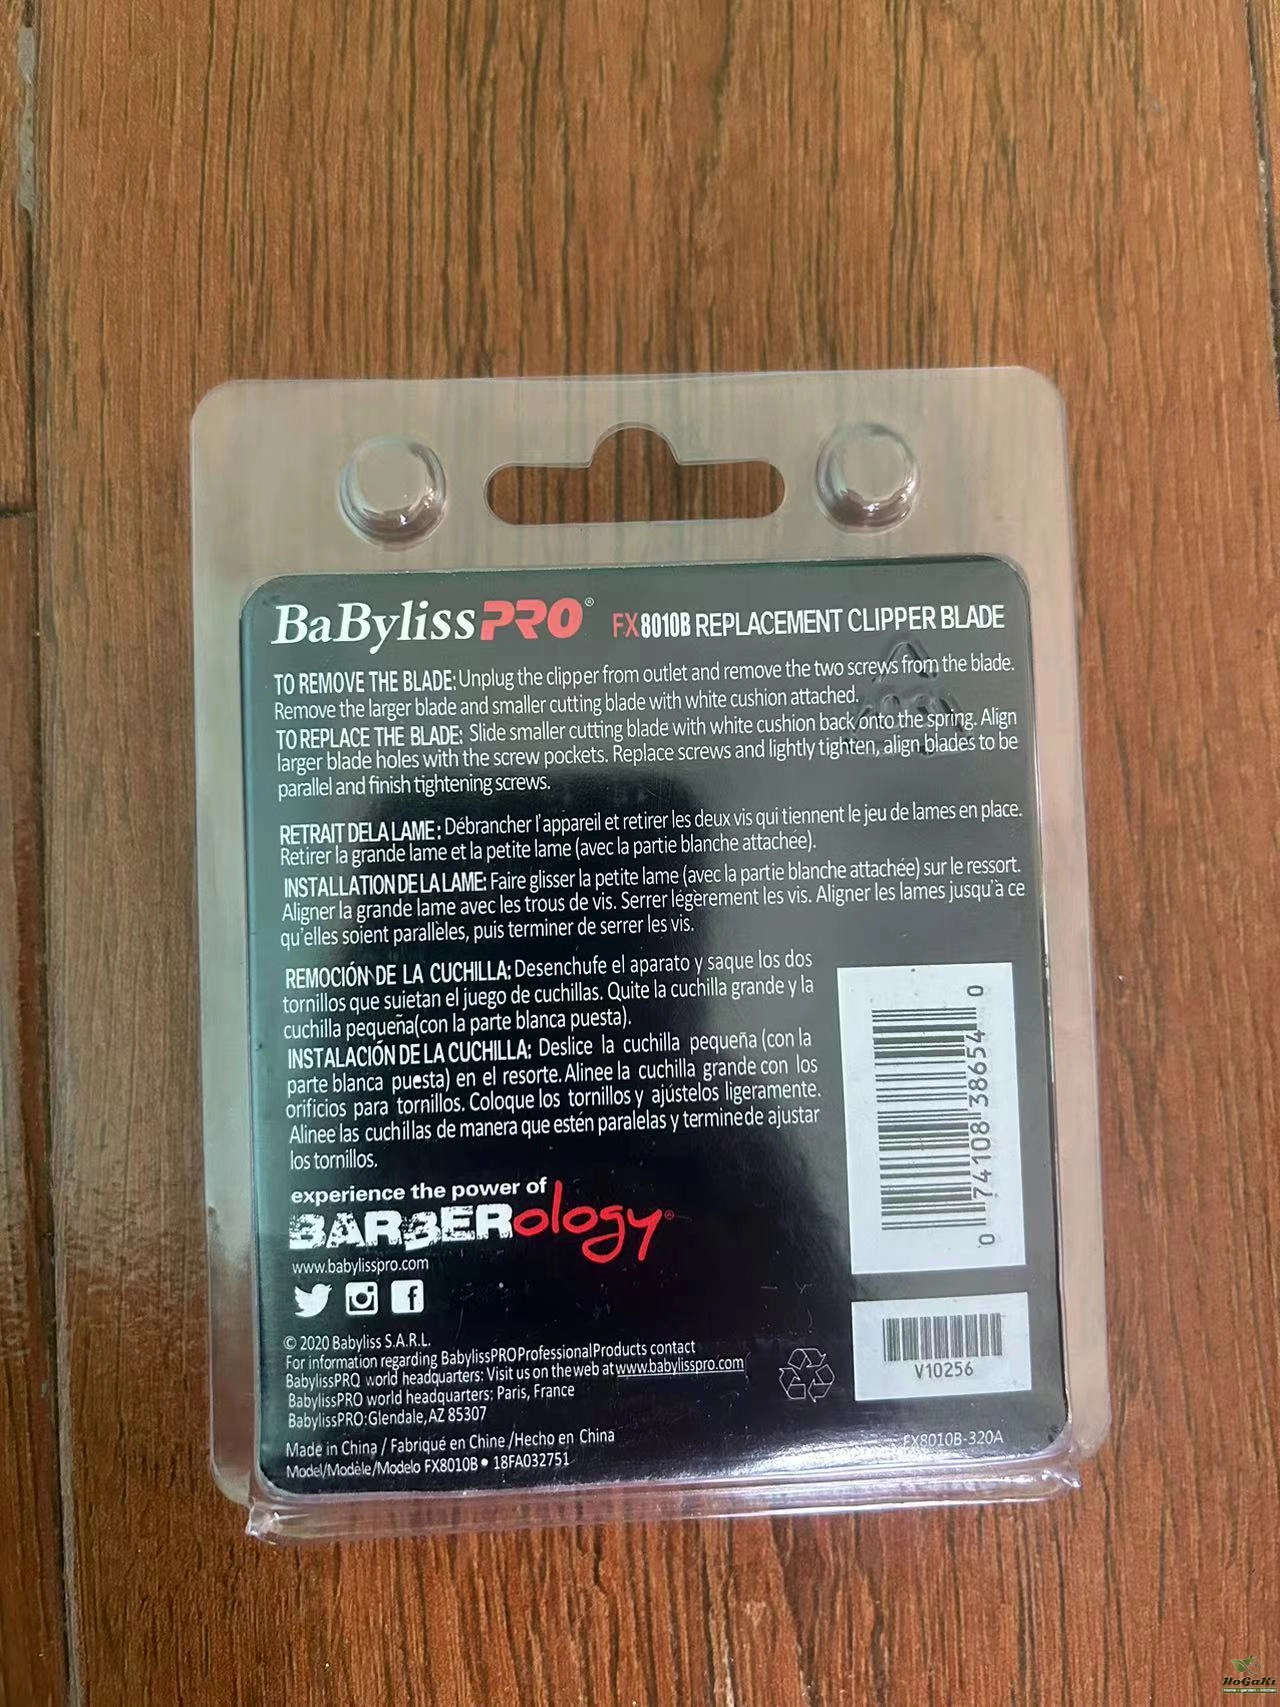 BaBylissPRO® FX8010B REPLACEMENT CLIPPER BLADE
TO REMOVE THE BLADE: Unplug the clipper from outlet and remove the two screws from the blade.
Remove the larger blade and smaller cutting blade with white cushion attached.
TO REPLACE THE BLADE: Slide smaller cutting blade with white cushion back onto the spring. Align
larger blade holes with the screw pockets. Replace screws and lightly tighten, align blades to be
parallel and finish tightening screws.
RETRAIT DE LA LAME: Débrancher l'appareil et retirer les deux vis qui tiennent le jeu de lames en place.
Retirer la grande lame et la petite lame (avec la partie blanche attachée).
INSTALLATION DE LA LAME: Faire glisser la petite lame (avec la partie blanche attachée) sur le ressort.
Aligner la grande lame avec les trous de vis. Serrer légèrement les vis. Aligner les lames jusqu'à ce
qu'elles soient parallèles, puis terminer de serrer les vis.
REMOCIÓN DE LA CUCHILLA: Desenchufe el aparato y saque los dos
tornillos que suietan el juego de cuchillas. Quite la cuchilla grande y la
cuchilla pequeña(con la parte blanca puesta).
INSTALACIÓN DE LA CUCHILLA: Deslice la cuchilla pequeña (con la
parte blanca puesta) en el resorte. Alinee la cuchilla grande con los
orificios para tornillos. Coloque los tornillos y ajústelos ligeramente.
Alinee las cuchillas de manera que estén paralelas y termine de ajustar
los tornillos.
0 74108 38654 0
experience the power of
BARBERology®
www.babylisspro.com
V10256
© 2020 Babyliss S.A.R.L.
For information regarding BabylissPRO Professional Products contact
BabylissPRO world headquarters: Visit us on the web at www.babylisspro.com
BabylissPRO world headquarters: Paris, France
BabylissPRO: Glendale, AZ 85307
Made in China / Fabriqué en Chine /Hecho en China
Model/Modèle/Modelo FX8010B • 18FA032751
FX8010B-320A
HoGaKi
Home - garden - kitchen